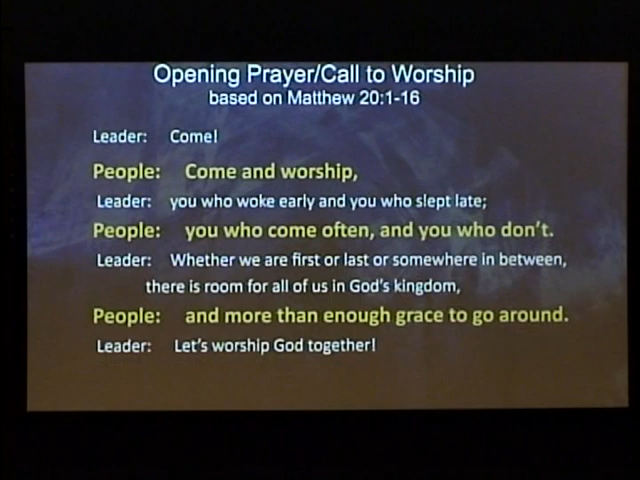 Opening Prayer/Call to Worship
based on Matthew 20:1-16
Leader: Come!
People: Come and worship,
Leader: you who woke early and you who slept late;
People: you who come often, and you who don't.
Leader: Whether we are first or last or somewhere in between,
there is room for all of us in God's kingdom,
People: and more than enough grace to go around.
Leader: Let's worship God together!